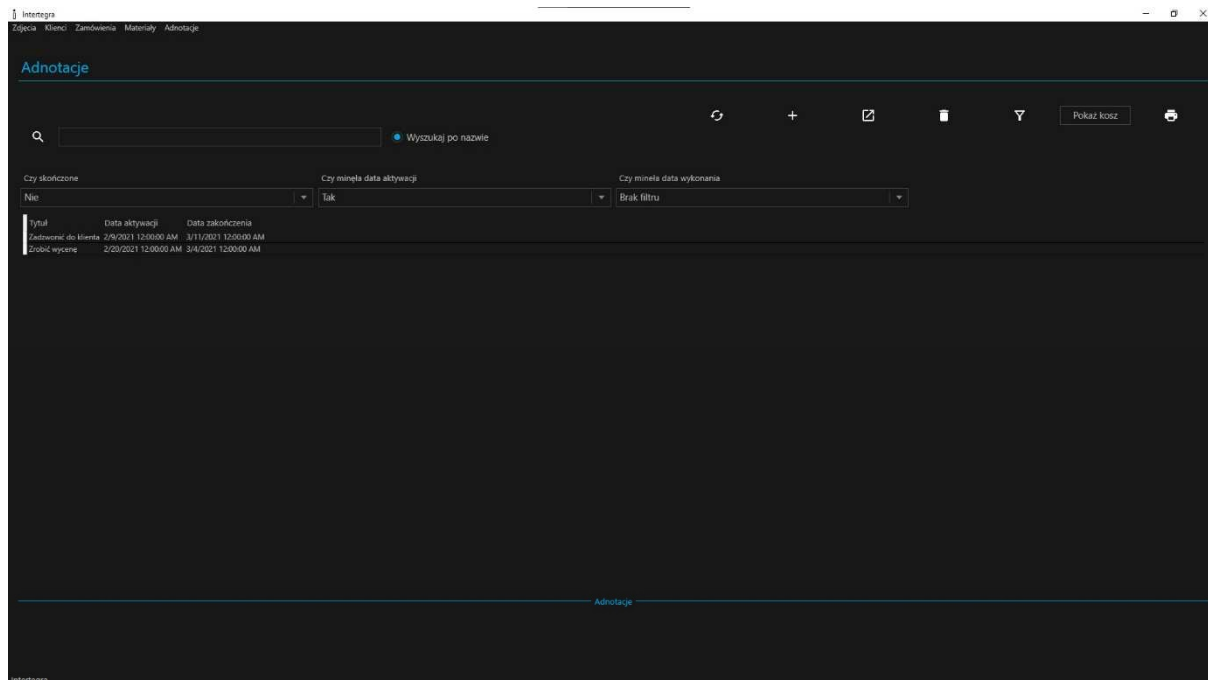 Intertegra
Zdjęcia Klienci Zamówienia Materiały Adnotacje
Adnotacje
Pokaż kosz
Wyszukaj po nazwie
Czy skończone Czy minęła data aktywacji Czy minęła data wykonania
Nie Tak Brak filtru
Tytuł Data aktywacji Data zakończenia
Zadzwonić do klienta 2/9/2021 12:00:00 AM 3/11/2021 12:00:00 AM
Zrobić wycene 2/20/2021 12:00:00 AM 3/4/2021 12:00:00 AM
Adnotacje
Intertegra